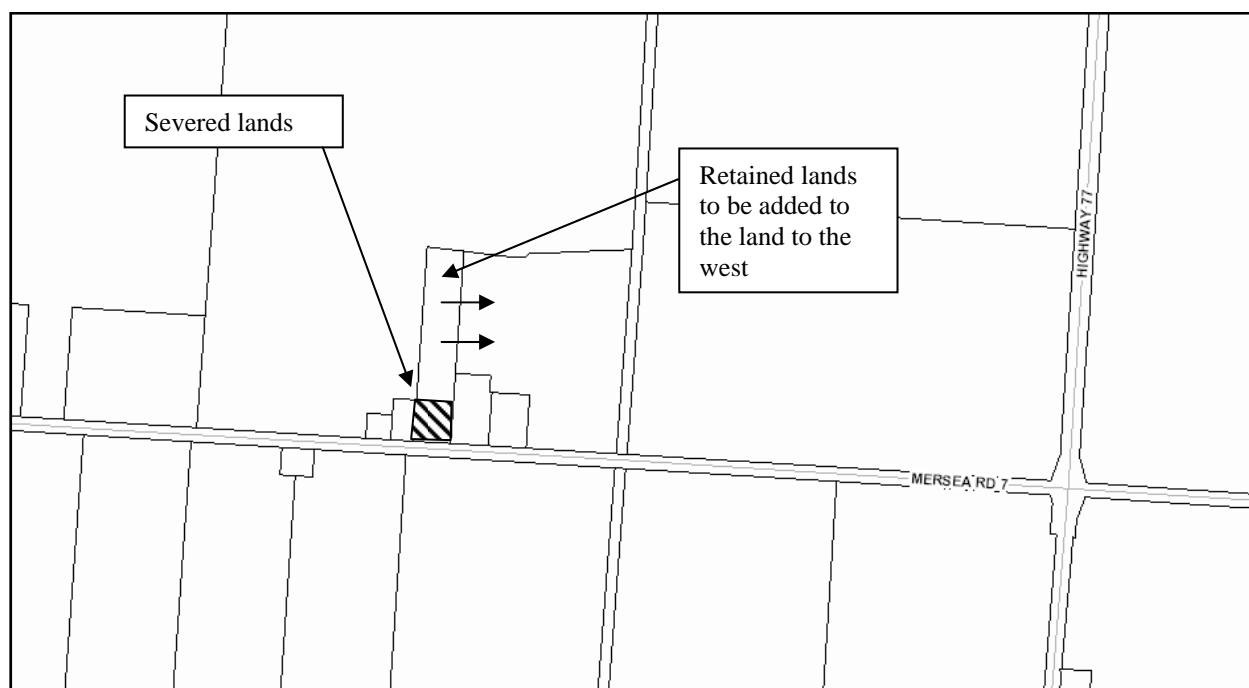 Severed lands
Retained lands
to be added to
the land to the
west
HIGHWAY 77
MERSEA RD 7